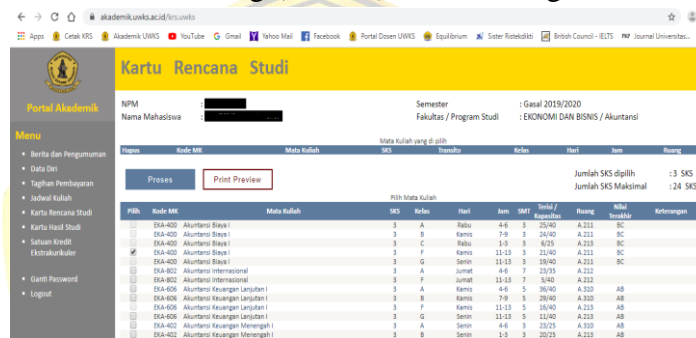 akademik.uwks.ac.id/krs.uwks
Apps Cetak KRS Akademik UWKS YouTube Gmail Yahoo Mail Facebook Portal Dosen UWKS Equilibrium Sister Ristekdikti British Council - IELTS Journal Universitas...
Kartu Rencana Studi
Portal Akademik
NPM :
Nama Mahasiswa :
Semester : Gasal 2019/2020
Fakultas / Program Studi : EKONOMI DAN BISNIS / Akuntansi
Menu
Berita dan Pengumuman
Data Diri
Tagihan Pembayaran
Jadwal Kuliah
Kartu Rencana Studi
Kartu Hasil Studi
Satuan Kredit
Ekstrakurikuler
Ganti Password
Logout
Mata Kuliah yang di pilih
Hapus Kode MK Mata Kuliah SKS Transito Kelas Hari Jam Ruang
Proses Print Preview
Jumlah SKS dipilih : 3 SKS
Jumlah SKS Maksimal : 24 SKS
Pilih Mata Kuliah
Pilih Kode MK Mata Kuliah SKS Kelas Hari Jam SMT Terisi / Kapasitas Ruang Nilai Terakhir Keterangan
EKA-400 Akuntansi Biaya I 3 A Rabu 4-6 3 25/40 A.211 BC
EKA-400 Akuntansi Biaya I 3 B Kamis 7-9 3 24/40 A.211 BC
EKA-400 Akuntansi Biaya I 3 C Rabu 1-3 3 6/25 A.213 BC
EKA-400 Akuntansi Biaya I 3 F Kamis 11-13 3 21/40 A.211 BC
EKA-400 Akuntansi Biaya I 3 G Senin 11-13 3 19/40 A.211 BC
EKA-802 Akuntansi Internasional 3 A Jumat 4-6 7 23/35 A.212
EKA-802 Akuntansi Internasional 3 F Jumat 11-13 7 5/40 A.212
EKA-606 Akuntansi Keuangan Lanjutan I 3 A Kamis 4-6 5 36/40 A.310 AB
EKA-606 Akuntansi Keuangan Lanjutan I 3 B Kamis 7-9 5 29/40 A.310 AB
EKA-606 Akuntansi Keuangan Lanjutan I 3 F Kamis 11-13 5 16/40 A.213 AB
EKA-606 Akuntansi Keuangan Lanjutan I 3 G Senin 11-13 5 11/40 A.213 AB
EKA-402 Akuntansi Keuangan Menengah I 3 A Senin 4-6 3 23/25 A.310 AB
EKA-402 Akuntansi Keuangan Menengah I 3 B Senin 1-3 3 20/25 A.213 AB